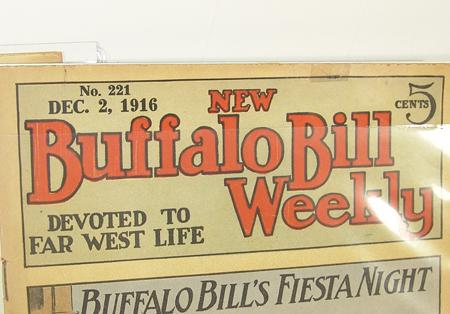 No. 221
DEC. 2, 1916
NEW
5 CENTS
Buffalo Bill
Weekly
DEVOTED TO
FAR WEST LIFE
BUFFALO BILL'S FIESTA NIGHT